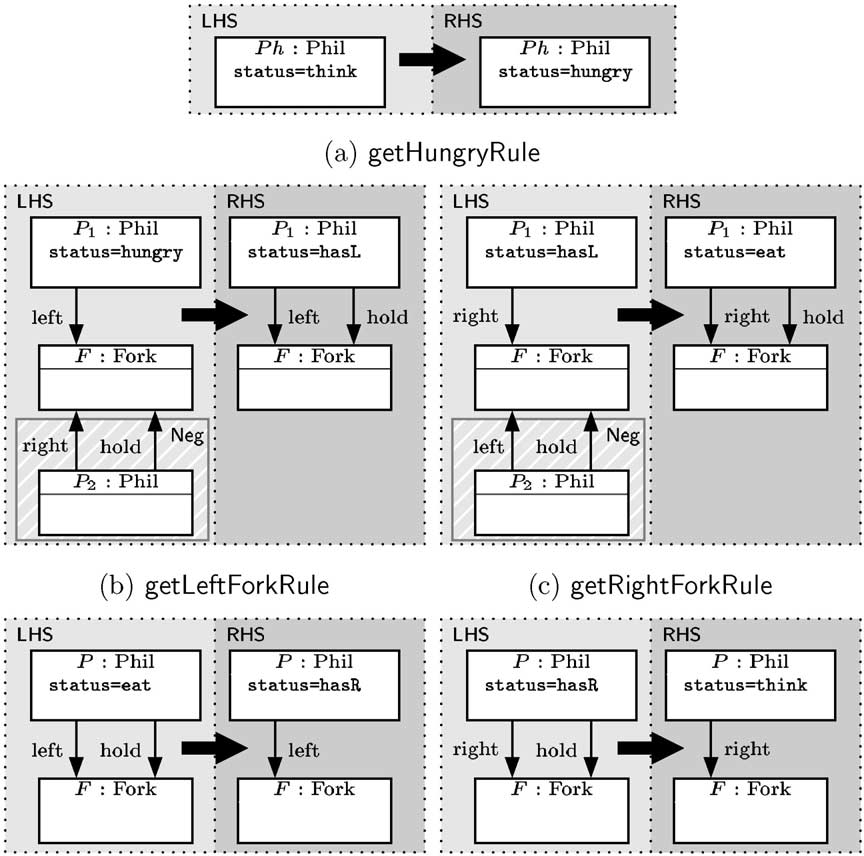 LHS
RHS
Ph : Phil
status=think
Ph : Phil
status=hungry
(a) getHungryRule
LHS
RHS
P1 : Phil
status=hungry
P1 : Phil
status=hasL
left
left
hold
F : Fork
F : Fork
right
hold
Neg
P2 : Phil
(b) getLeftForkRule
LHS
RHS
P1 : Phil
status=hasL
P1 : Phil
status=eat
right
right
hold
F : Fork
F : Fork
left
hold
Neg
P2 : Phil
(c) getRightForkRule
LHS
RHS
P : Phil
status=eat
P : Phil
status=hasR
left
hold
left
F : Fork
F : Fork
LHS
RHS
P : Phil
status=hasR
P : Phil
status=think
right
hold
right
F : Fork
F : Fork